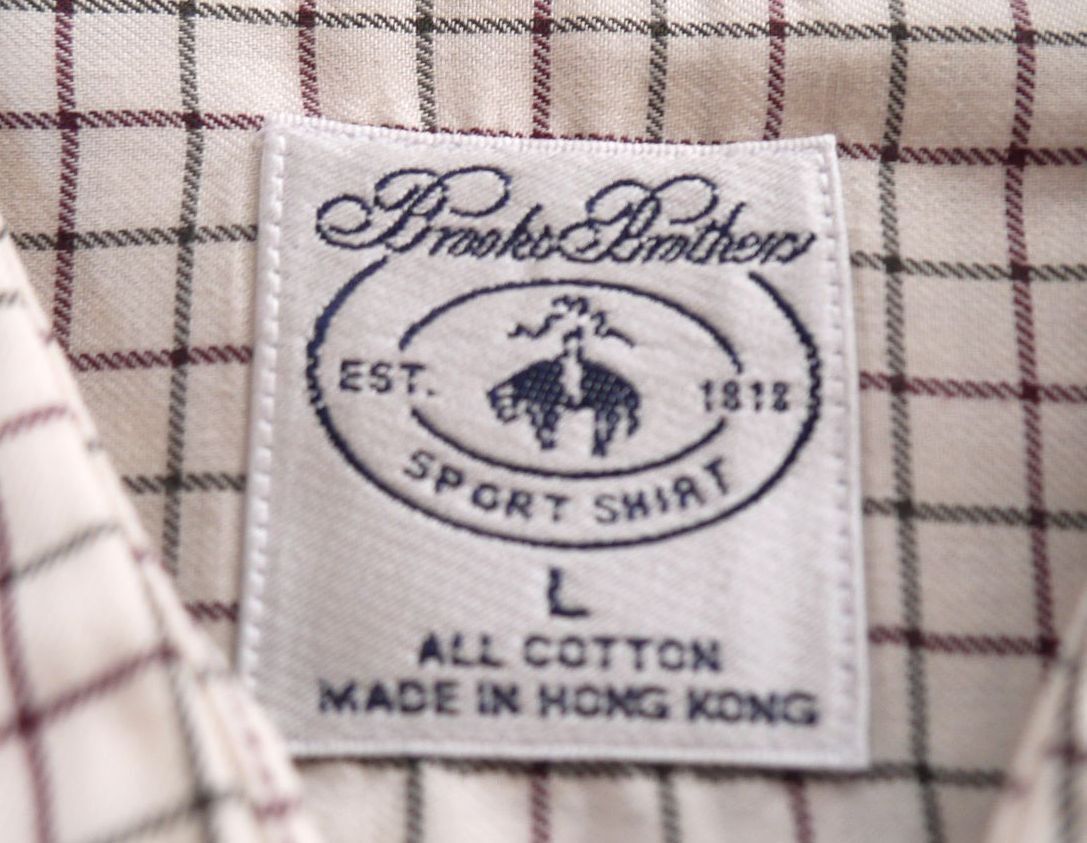 Brooks Brothers
EST. 1818
SPORT SHIRT
L
ALL COTTON
MADE IN HONG KONG